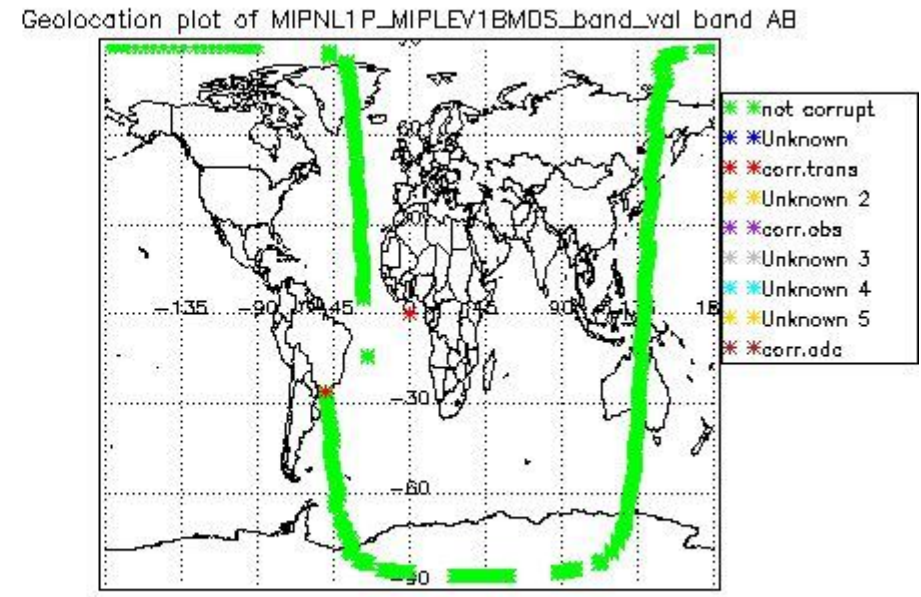 Geolocation plot of MIPNL1P_MIPLEV1BMDS_band_val band AB
not corrupt
Unknown
corr.trans
Unknown 2
corr.obs
Unknown 3
Unknown 4
Unknown 5
corr.adc
60
-135 -90 -45 45 90
-30
-60
-90